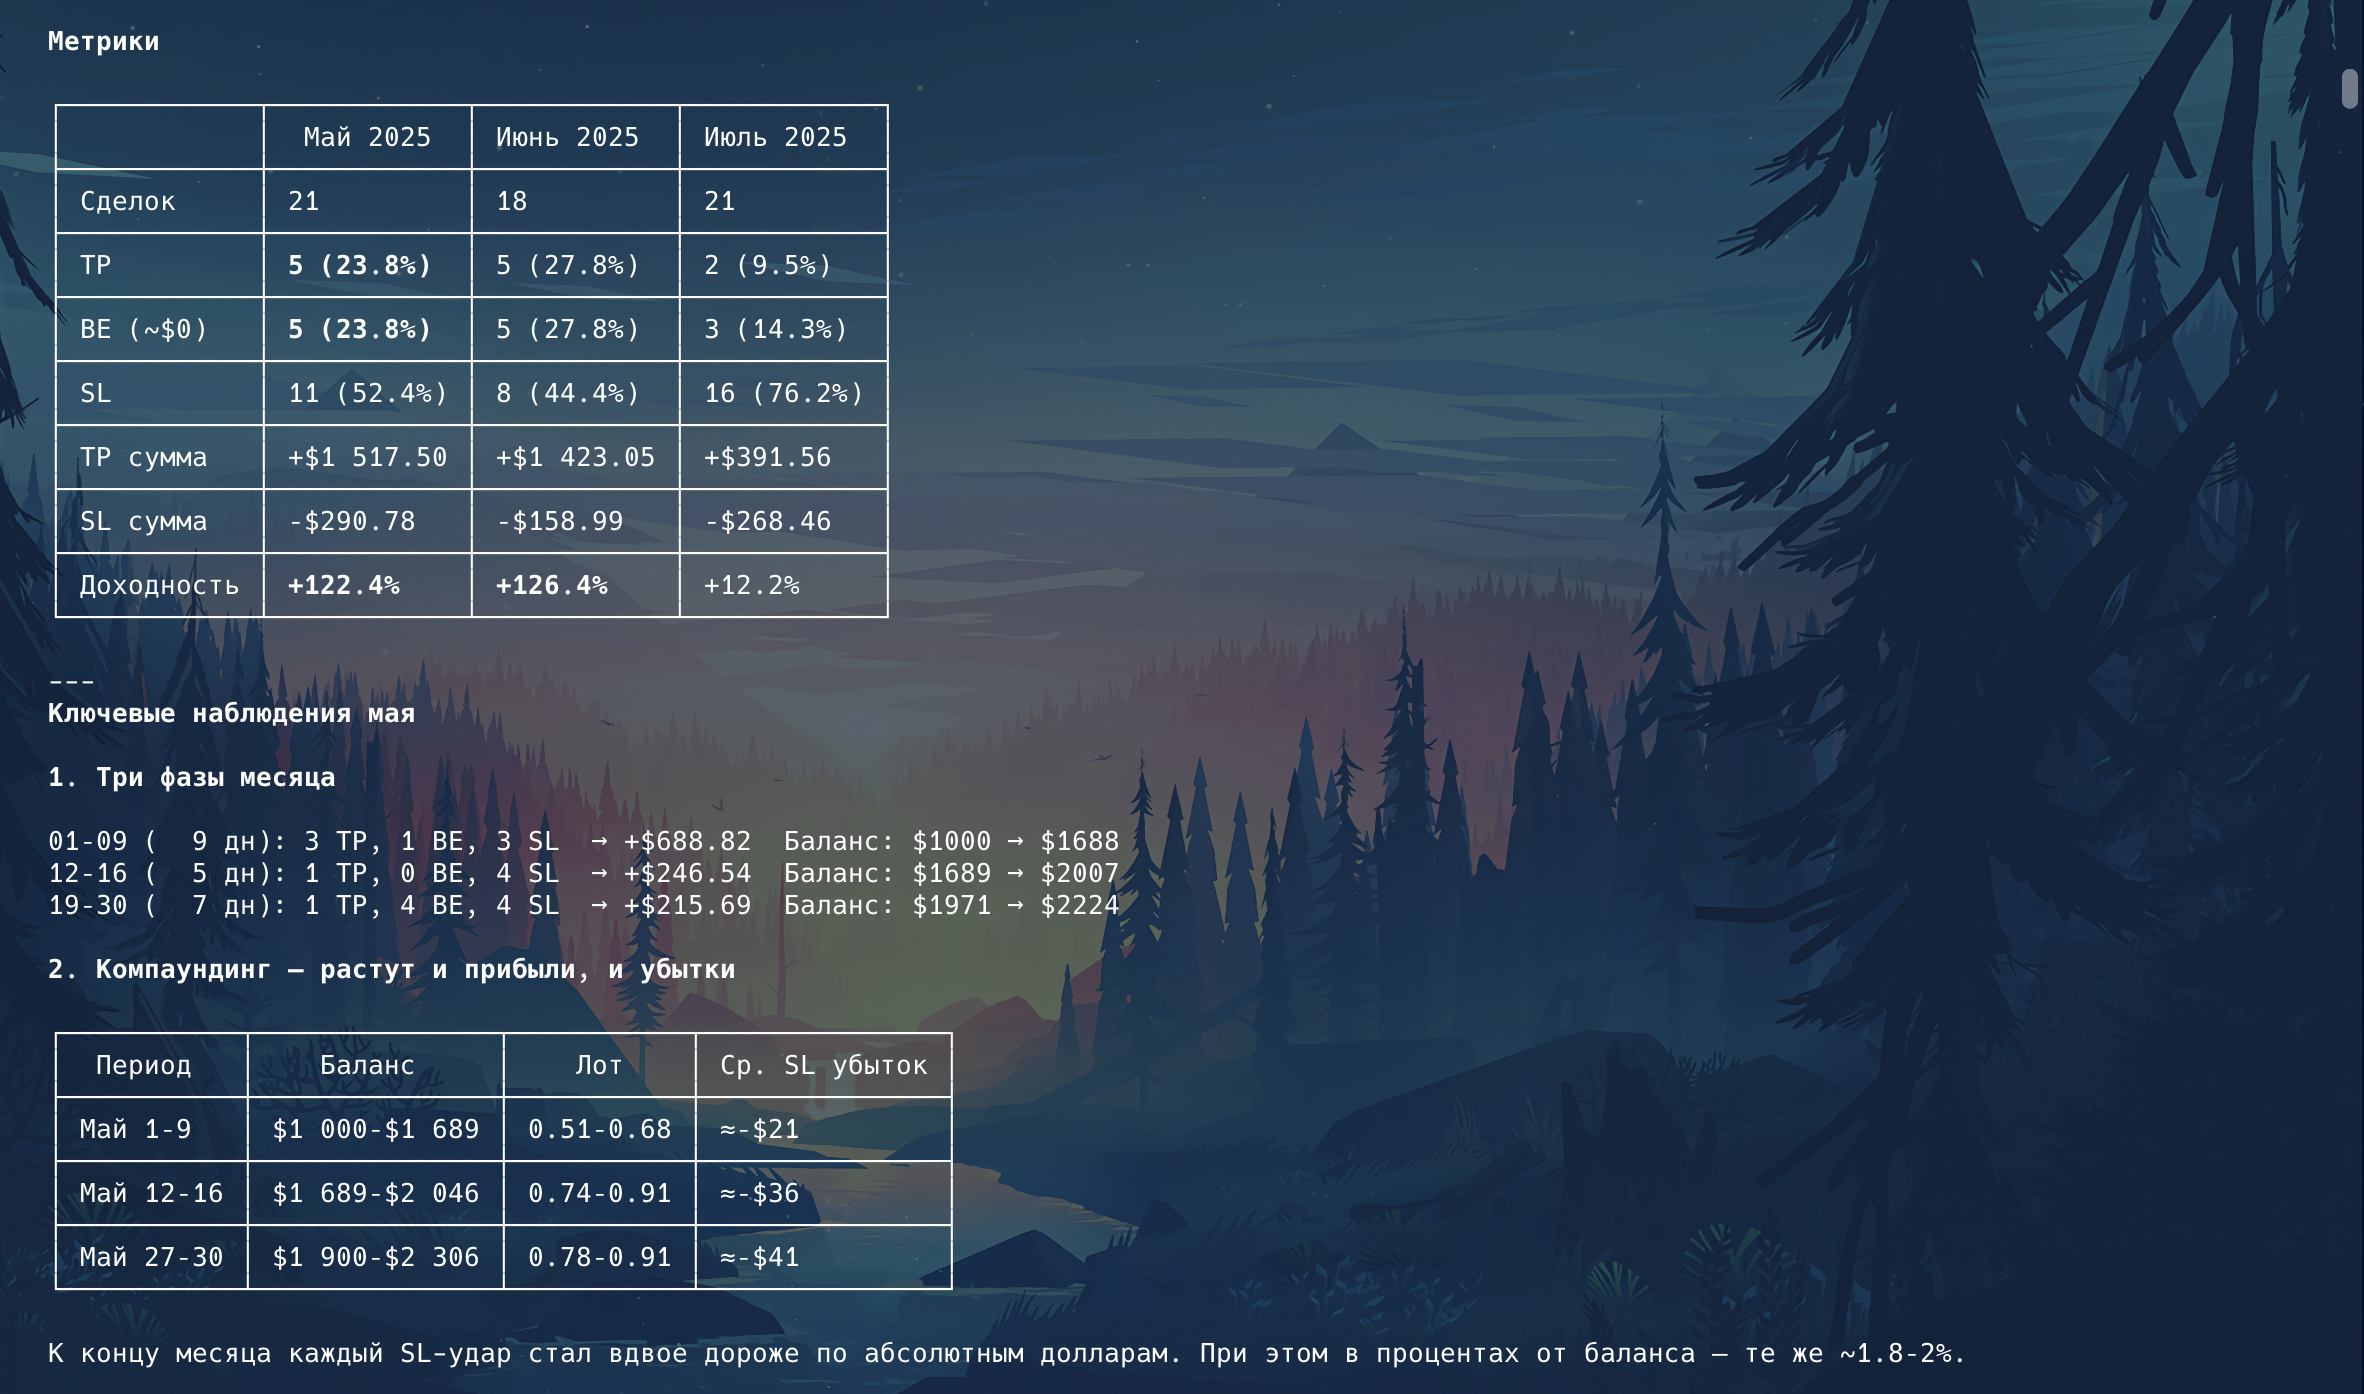 Метрики
Май 2025 Июнь 2025 Июль 2025
Сделок 21 18 21
TP 5 (23.8%) 5 (27.8%) 2 (9.5%)
BE (~$0) 5 (23.8%) 5 (27.8%) 3 (14.3%)
SL 11 (52.4%) 8 (44.4%) 16 (76.2%)
TP сумма +$1 517.50 +$1 423.05 +$391.56
SL сумма -$290.78 -$158.99 -$268.46
Доходность +122.4% +126.4% +12.2%
---
Ключевые наблюдения мая
1. Три фазы месяца
01-09 (  9 дн): 3 TP, 1 BE, 3 SL  → +$688.82  Баланс: $1000 → $1688
12-16 (  5 дн): 1 TP, 0 BE, 4 SL  → +$246.54  Баланс: $1689 → $2007
19-30 (  7 дн): 1 TP, 4 BE, 4 SL  → +$215.69  Баланс: $1971 → $2224
2. Компаундинг — растут и прибыли, и убытки
Период Баланс Лот Ср. SL убыток
Май 1-9 $1 000-$1 689 0.51-0.68 ≈-$21
Май 12-16 $1 689-$2 046 0.74-0.91 ≈-$36
Май 27-30 $1 900-$2 306 0.78-0.91 ≈-$41
К концу месяца каждый SL-удар стал вдвое дороже по абсолютным долларам. При этом в процентах от баланса — те же ~1.8-2%.